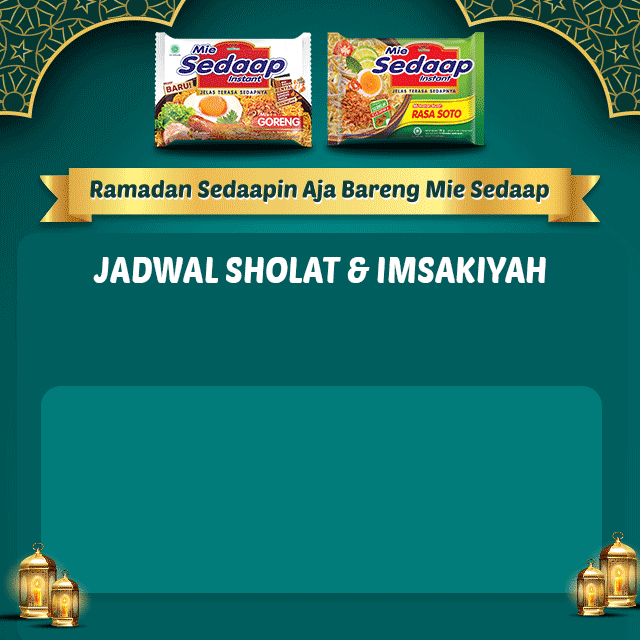 Mie
Sedaap
Instant
JELAS TERASA SEDAPNYA
BARU!
GORENG
Mie
Sedaap
Instant
JELAS TERASA SEDAPNYA
RASA SOTO
Ramadan Sedaapin Aja Bareng Mie Sedaap
JADWAL SHOLAT & IMSAKIYAH